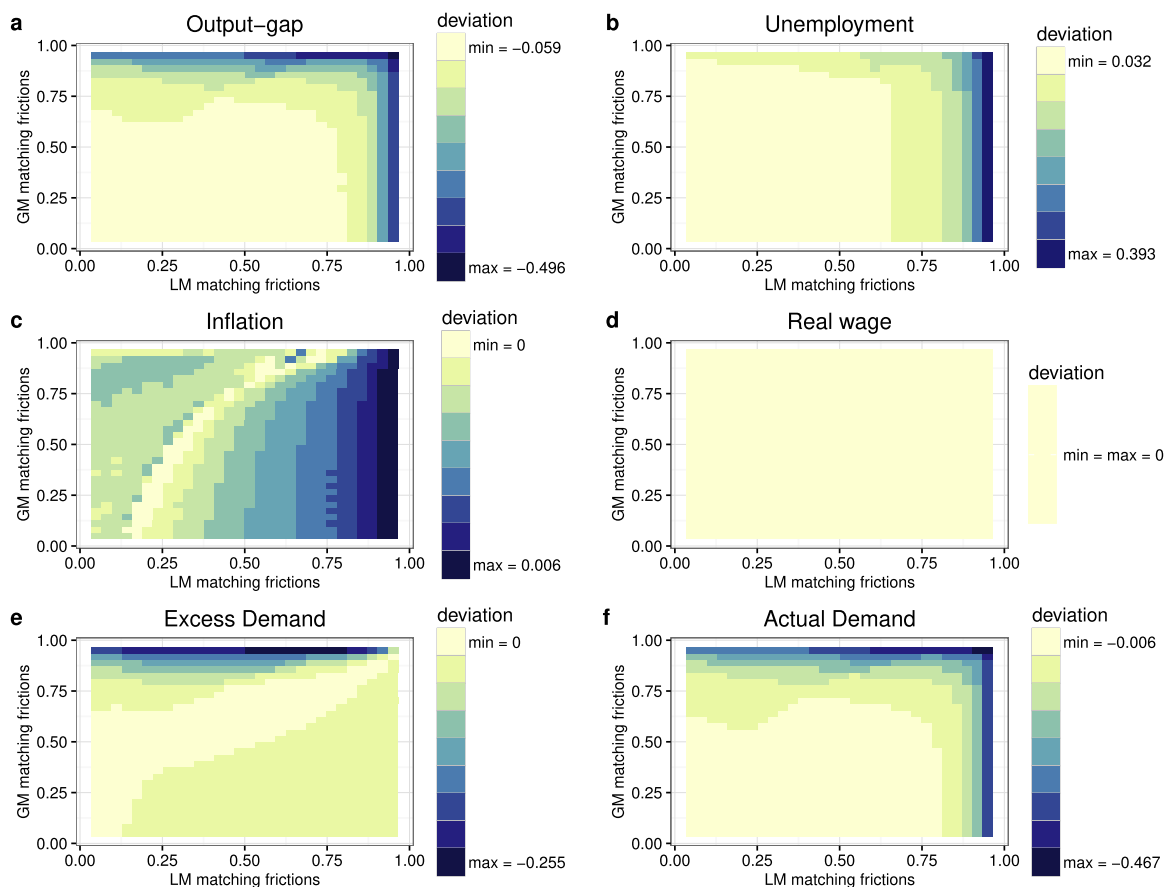 a
Output−gap
deviation
min = −0.059
max = −0.496
GM matching frictions
1.00
0.75
0.50
0.25
0.00
0.00 0.25 0.50 0.75 1.00
LM matching frictions
b
Unemployment
deviation
min = 0.032
max = 0.393
GM matching frictions
1.00
0.75
0.50
0.25
0.00
0.00 0.25 0.50 0.75 1.00
LM matching frictions
c
Inflation
deviation
min = 0
max = 0.006
GM matching frictions
1.00
0.75
0.50
0.25
0.00
0.00 0.25 0.50 0.75 1.00
LM matching frictions
d
Real wage
deviation
min = max = 0
GM matching frictions
1.00
0.75
0.50
0.25
0.00
0.00 0.25 0.50 0.75 1.00
LM matching frictions
e
Excess Demand
deviation
min = 0
max = −0.255
GM matching frictions
1.00
0.75
0.50
0.25
0.00
0.00 0.25 0.50 0.75 1.00
LM matching frictions
f
Actual Demand
deviation
min = −0.006
max = −0.467
GM matching frictions
1.00
0.75
0.50
0.25
0.00
0.00 0.25 0.50 0.75 1.00
LM matching frictions